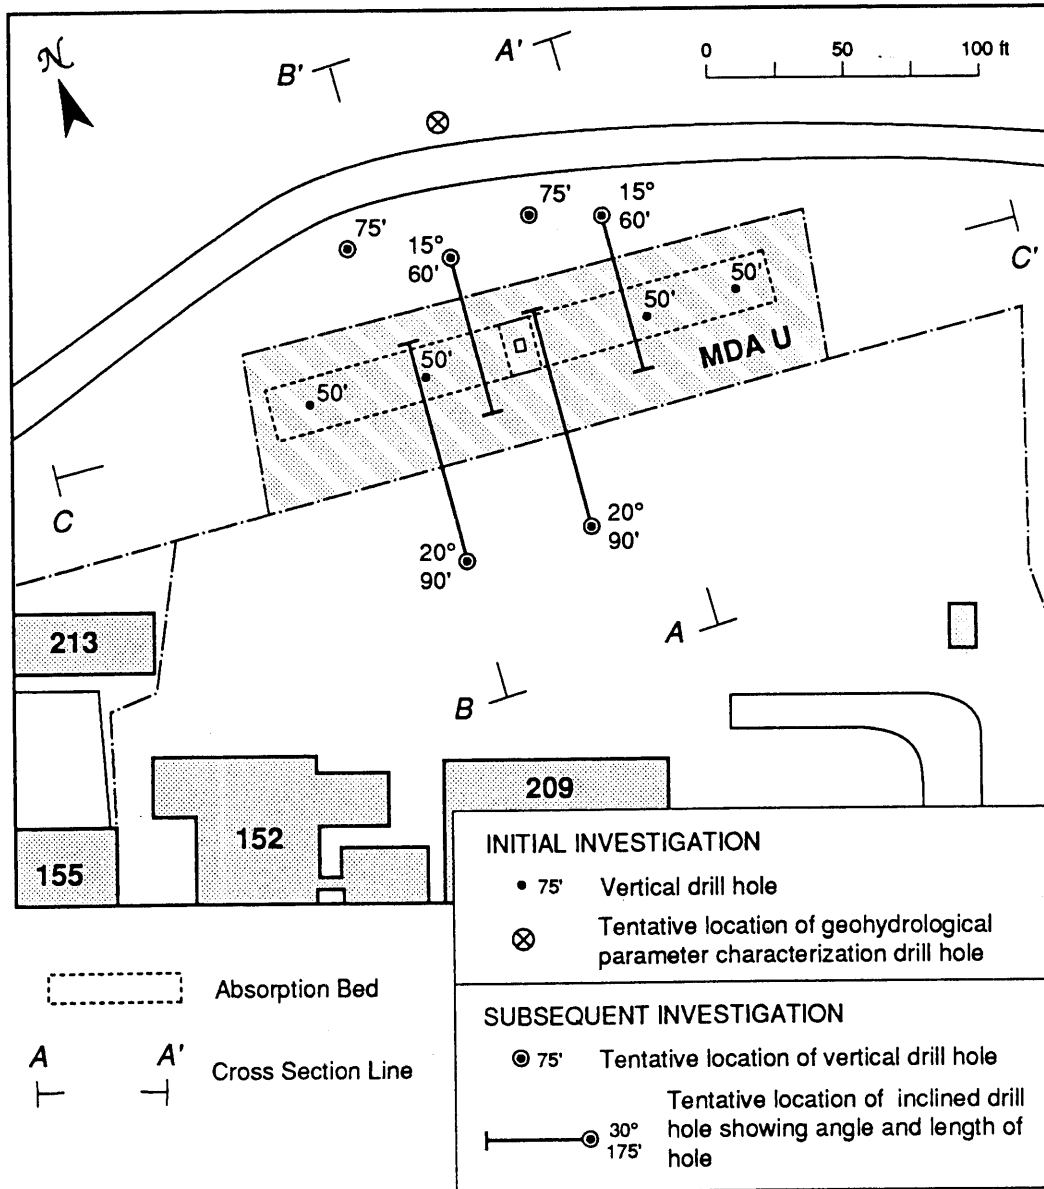 N
B'
A'
0 50 100 ft
75'
75'
15°
60'
15°
60'
C'
50'
50'
50'
50'
MDA U
C
20°
90'
20°
90'
A
B
213
209
152
155
INITIAL INVESTIGATION
75' Vertical drill hole
Tentative location of geohydrological
parameter characterization drill hole
SUBSEQUENT INVESTIGATION
75' Tentative location of vertical drill hole
30°
175'
Tentative location of inclined drill
hole showing angle and length of
hole
Absorption Bed
A A'
Cross Section Line